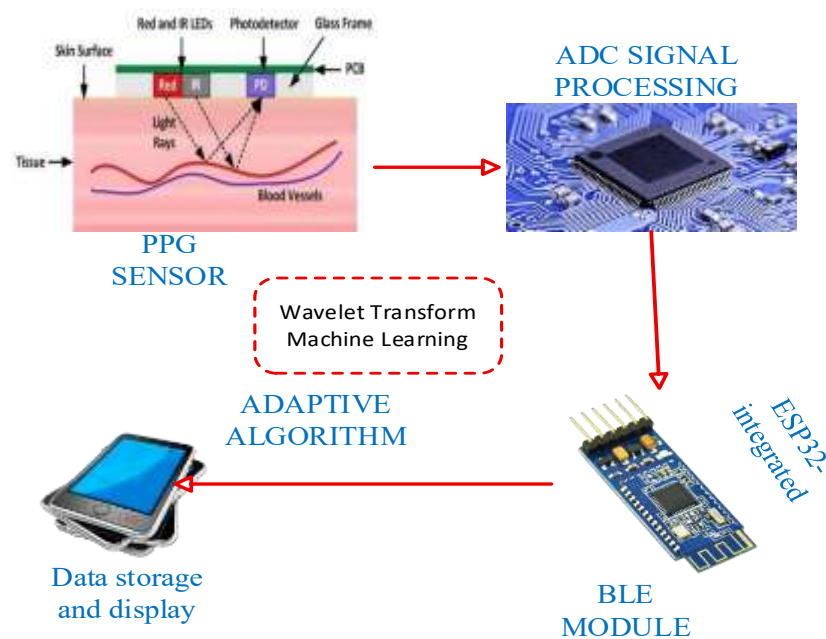 Red and IR LEDs
Photodetector
Glass Frame
Skin Surface
PCB
Red
IR
PD
Light
Rays
Tissue
Blood Vessels
PPG
SENSOR
ADC SIGNAL
PROCESSING
Wavelet Transform
Machine Learning
ADAPTIVE
ALGORITHM
ESP32-
integrated
Data storage
and display
BLE
MODULE